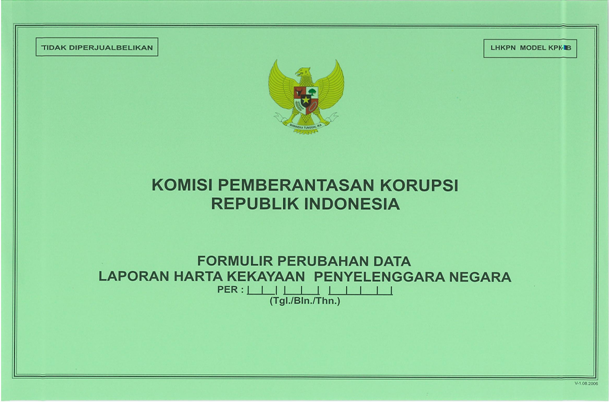 TIDAK DIPERJUALBELIKAN
LHKPN MODEL KPK-B
KOMISI PEMBERANTASAN KORUPSI
REPUBLIK INDONESIA
FORMULIR PERUBAHAN DATA
LAPORAN HARTA KEKAYAAN PENYELENGGARA NEGARA
PER :
(Tgl./Bln./Thn.)